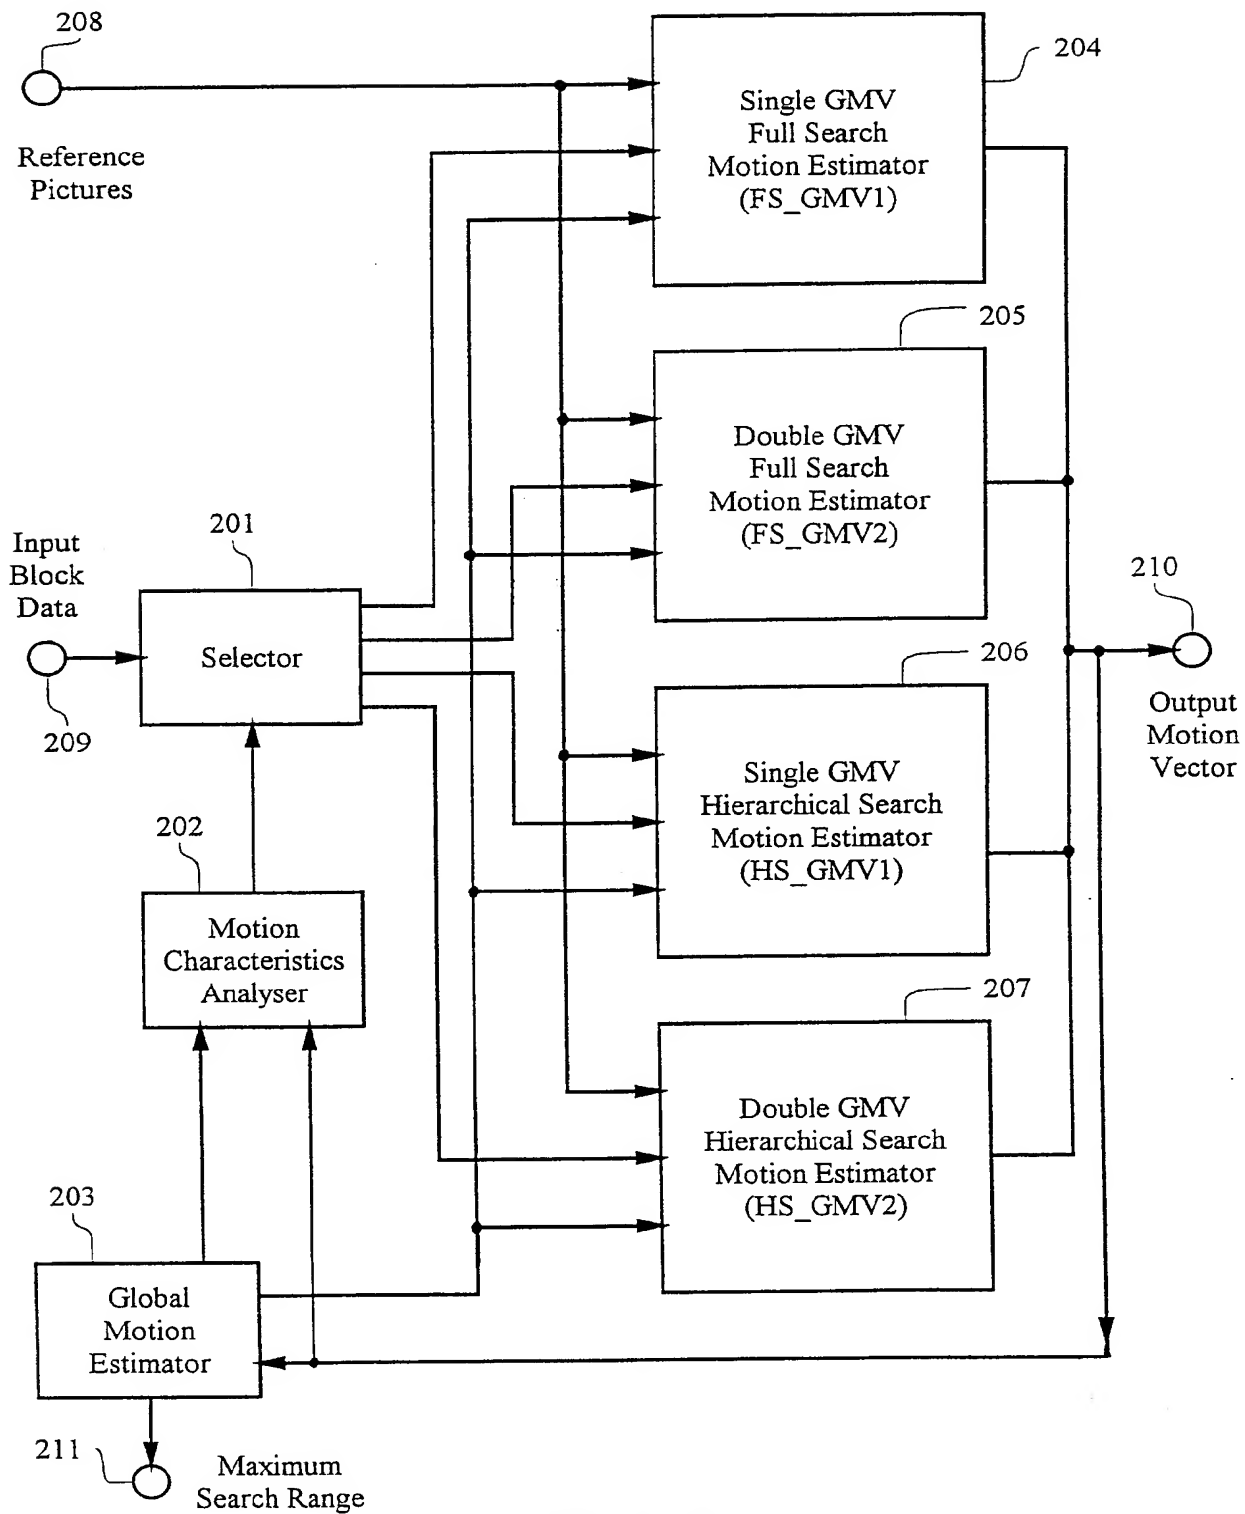 208
Reference
Pictures
204
Single GMV
Full Search
Motion Estimator
(FS_GMV1)
205
Double GMV
Full Search
Motion Estimator
(FS_GMV2)
Input
Block
Data
209
201
Selector
210
Output
Motion
Vector
206
Single GMV
Hierarchical Search
Motion Estimator
(HS_GMV1)
202
Motion
Characteristics
Analyser
207
Double GMV
Hierarchical Search
Motion Estimator
(HS_GMV2)
203
Global
Motion
Estimator
211
Maximum
Search Range